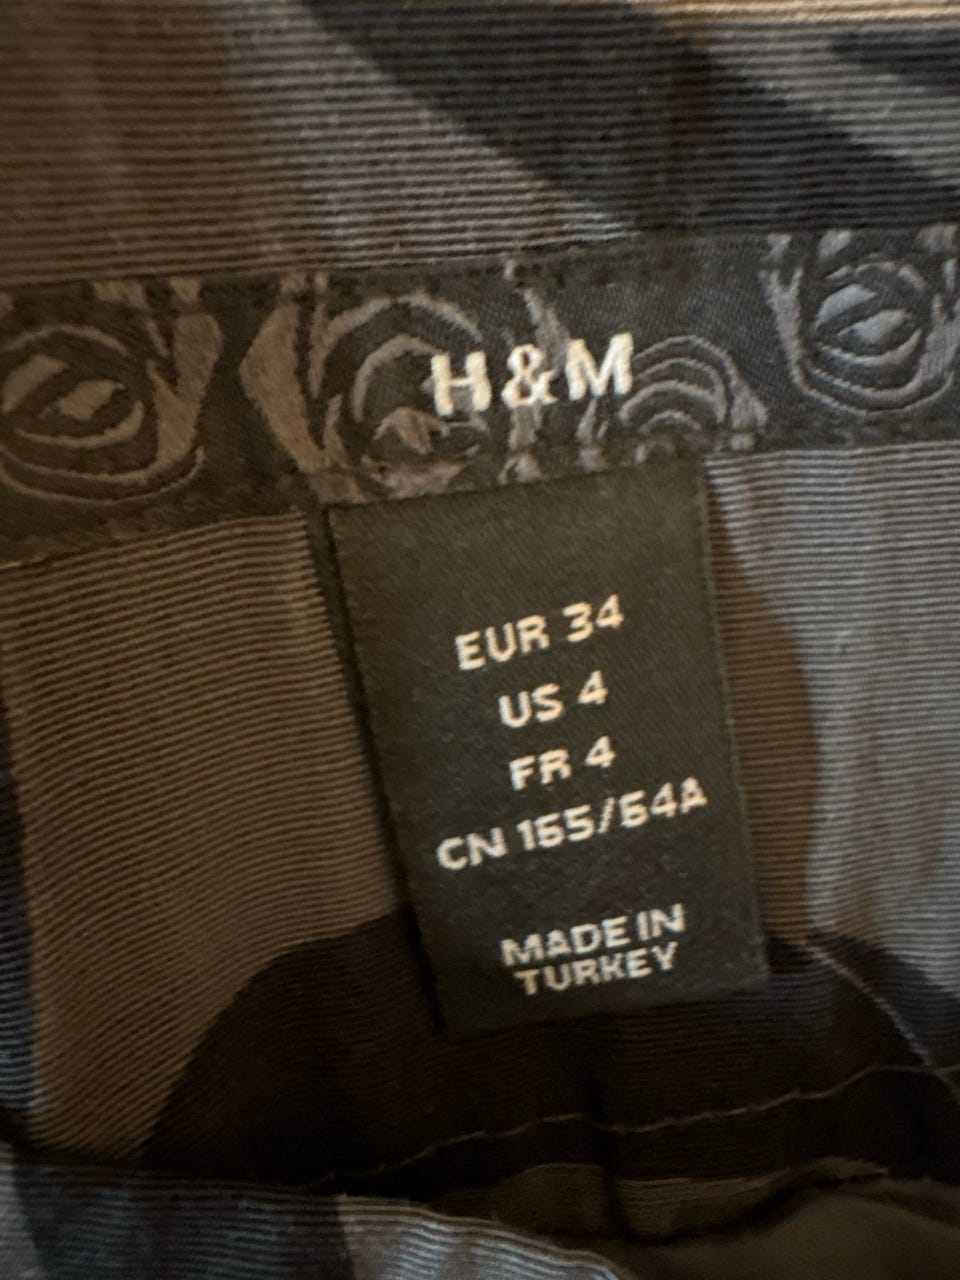 H&M
EUR 34
US 4
FR 4
CN 165/64A
MADE IN
TURKEY